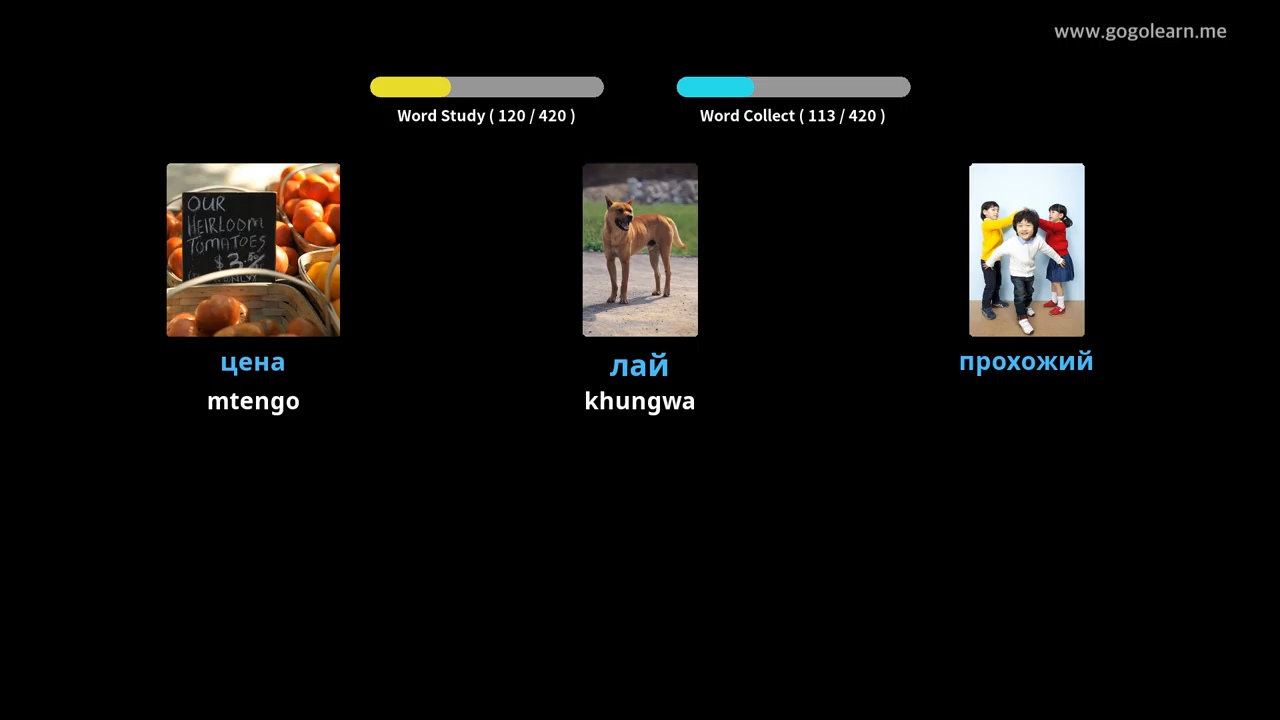 www.gogolearn.me
Word Study ( 120 / 420 )
Word Collect ( 113 / 420 )
OUR
HEIRLOOM
TOMATOES
цена
mtengo
лай
khungwa
прохожий